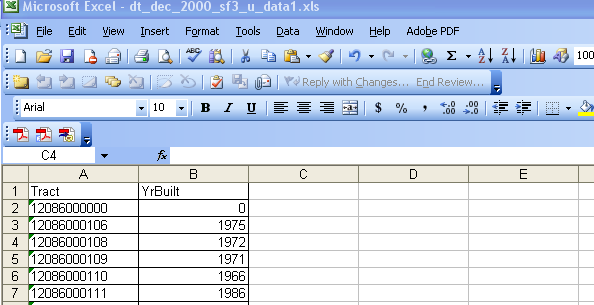 Microsoft Excel - dt_dec_2000_sf3_u_data1.xls
File Edit View Insert Format Tools Data Window Help Adobe PDF
Σ A Z Z A 100
ABC Reply with Changes... End Review...
Arial 10 B I U $ % , .00 .0
C4 fx
A B C D E
1 Tract YrBuilt
2 12086000000 0
3 12086000106 1975
4 12086000108 1972
5 12086000109 1971
6 12086000110 1966
7 12086000111 1986